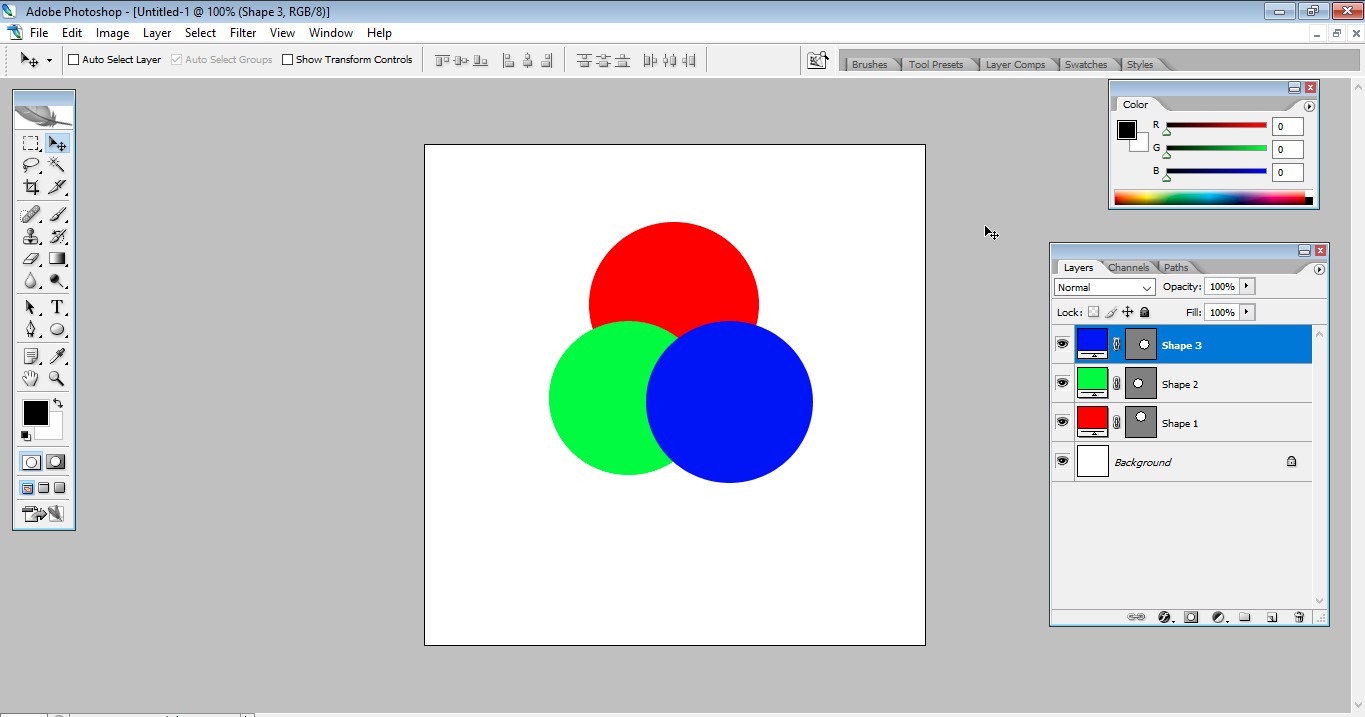 Adobe Photoshop - [Untitled-1 @ 100% (Shape 3, RGB/8)]
File Edit Image Layer Select Filter View Window Help
Auto Select Layer Auto Select Groups Show Transform Controls
Brushes Tool Presets Layer Comps Swatches Styles
Color
R 0
G 0
B 0
T
Layers Channels Paths
Normal Opacity: 100%
Lock: Fill: 100%
Shape 3
Shape 2
Shape 1
Background